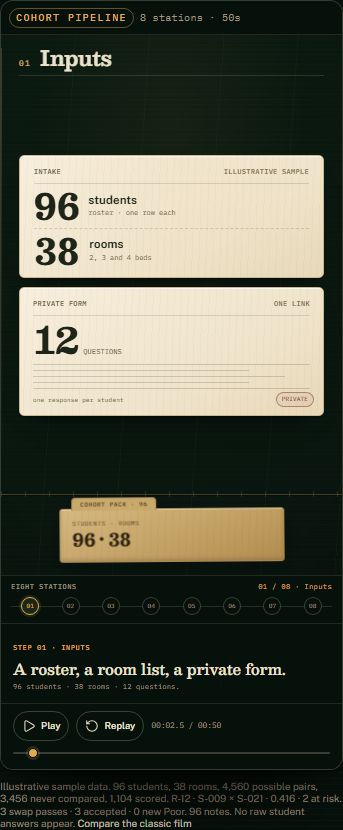 COHORT PIPELINE 8 stations · 50s
01 Inputs
INTAKE ILLUSTRATIVE SAMPLE
96 students
roster · one row each
38 rooms
2, 3 and 4 beds
PRIVATE FORM ONE LINK
12 QUESTIONS
one response per student PRIVATE
COHORT PACK · 96
STUDENTS · ROOMS
96·38
EIGHT STATIONS 01 / 08 · Inputs
01 02 03 04 05 06 07 08
STEP 01 · INPUTS
A roster, a room list, a private form.
96 students · 38 rooms · 12 questions.
Play Replay 00:02.5 / 00:50
Illustrative sample data. 96 students, 38 rooms, 4,560 possible pairs,
3,456 never compared, 1,104 scored. R-12 · S-009 × S-021 · 0.416 · 2 at risk.
3 swap passes · 3 accepted · 0 new Poor. 96 notes. No raw student
answers appear. Compare the classic film